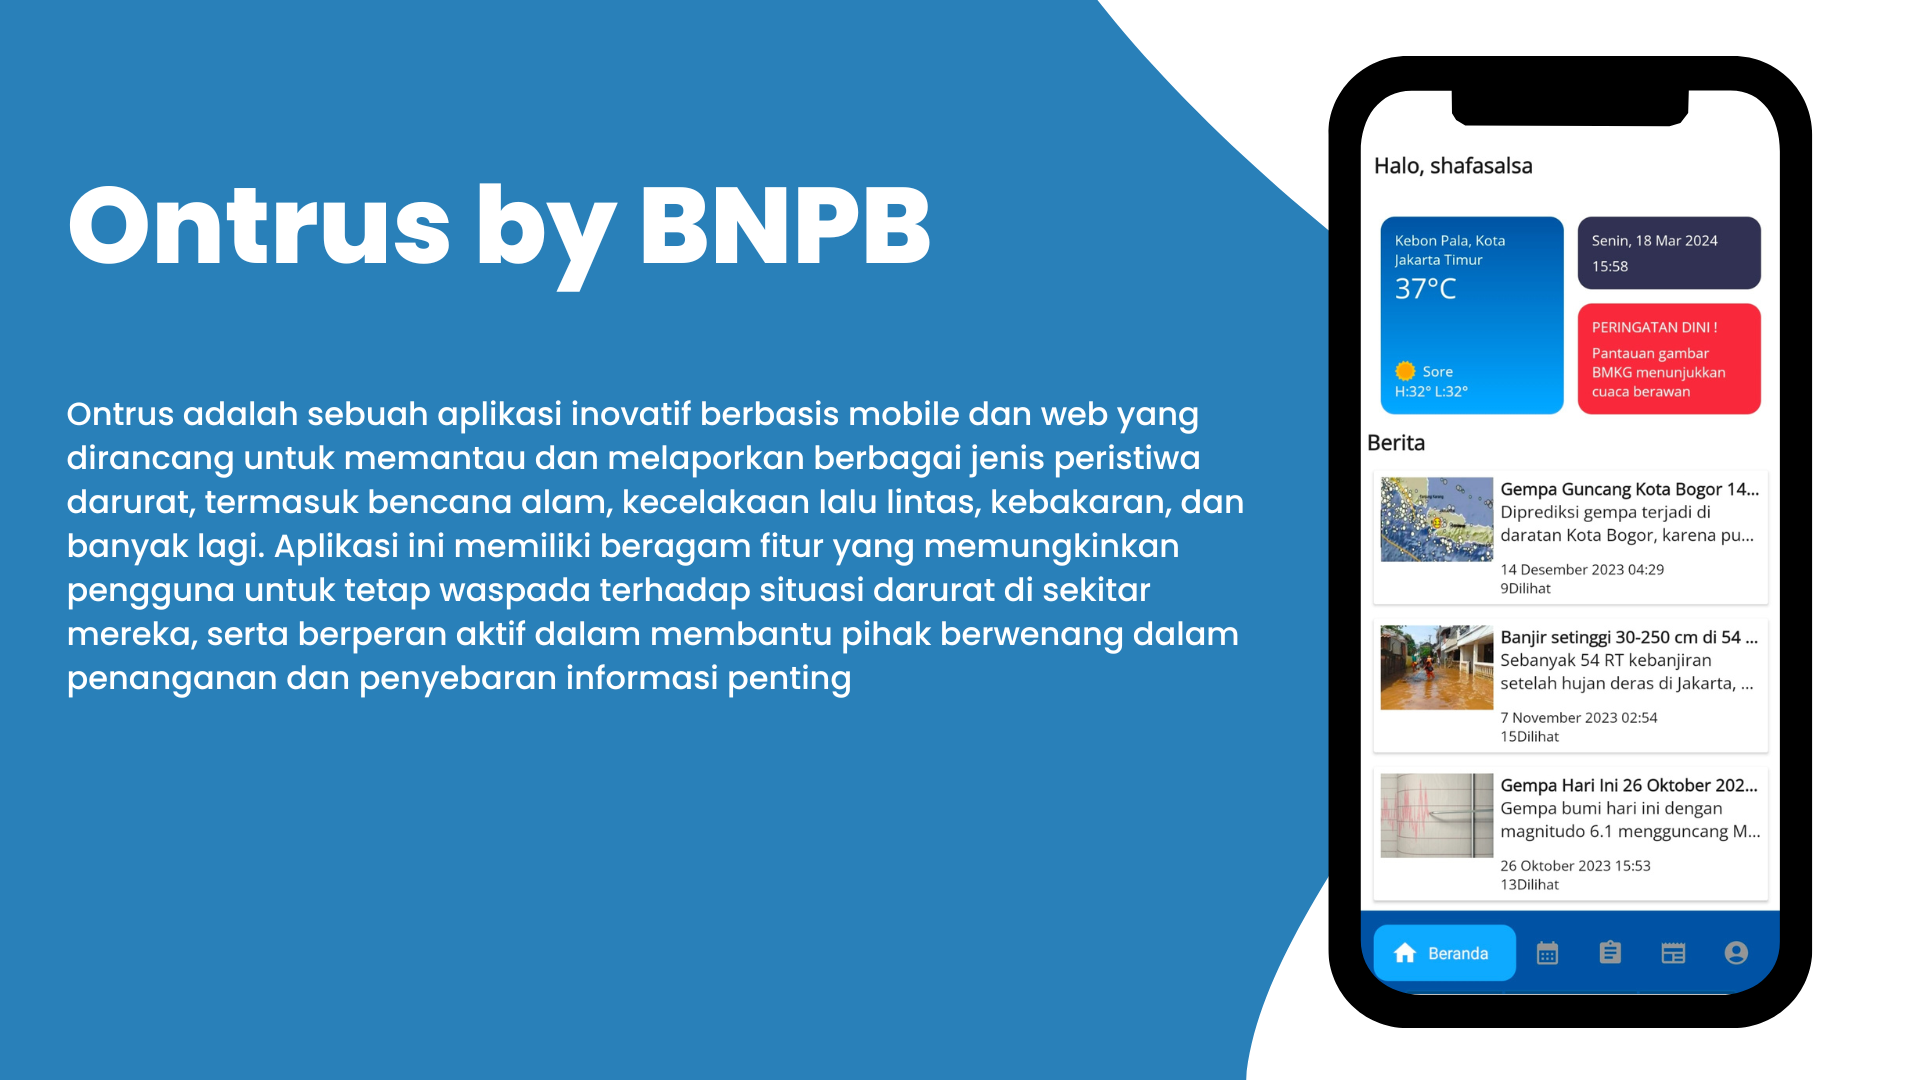 Ontrus by BNPB
Ontrus adalah sebuah aplikasi inovatif berbasis mobile dan web yang
dirancang untuk memantau dan melaporkan berbagai jenis peristiwa
darurat, termasuk bencana alam, kecelakaan lalu lintas, kebakaran, dan
banyak lagi. Aplikasi ini memiliki beragam fitur yang memungkinkan
pengguna untuk tetap waspada terhadap situasi darurat di sekitar
mereka, serta berperan aktif dalam membantu pihak berwenang dalam
penanganan dan penyebaran informasi penting
Halo, shafasalsa
Kebon Pala, Kota
Jakarta Timur
37°C
Sore
H:32° L:32°
Senin, 18 Mar 2024
15:58
PERINGATAN DINI !
Pantauan gambar
BMKG menunjukkan
cuaca berawan
Berita
Gempa Guncang Kota Bogor 14...
Diprediksi gempa terjadi di
daratan Kota Bogor, karena pu...
14 Desember 2023 04:29
9Dilihat
Banjir setinggi 30-250 cm di 54 ...
Sebanyak 54 RT kebanjiran
setelah hujan deras di Jakarta, ...
7 November 2023 02:54
15Dilihat
Gempa Hari Ini 26 Oktober 202...
Gempa bumi hari ini dengan
magnitudo 6.1 mengguncang M...
26 Oktober 2023 15:53
13Dilihat
Beranda